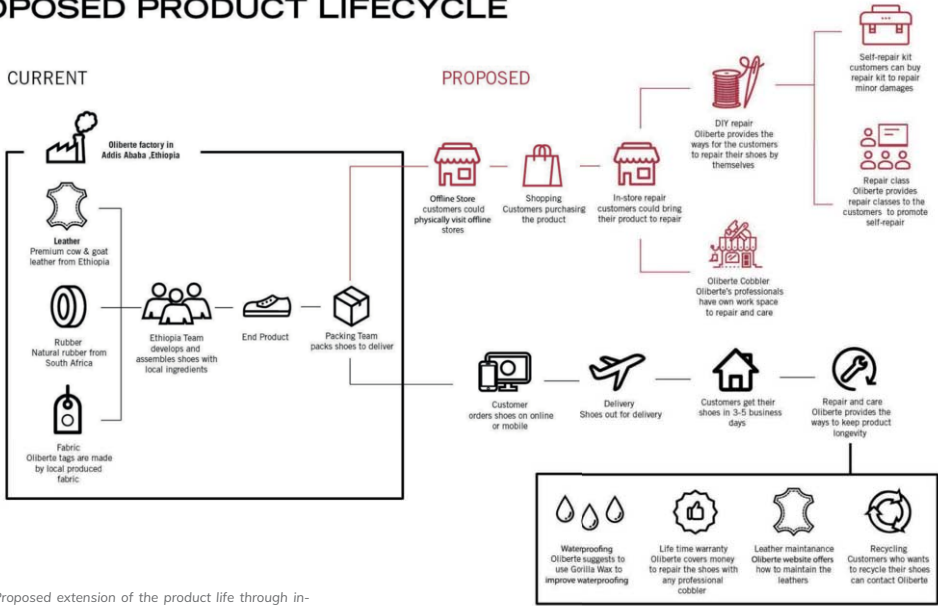 OPOSED PRODUCT LIFECYCLE
CURRENT
PROPOSED
Oliberte factory in
Addis Ababa ,Ethiopia
Leather
Premium cow & goat
leather from Ethiopia
Rubber
Natural rubber from
South Africa
Fabric
Oliberte tags are made
by local produced
fabric
Ethiopia Team
develops and
assembles shoes with
local ingredients
End Product
Packing Team
packs shoes to deliver
Offline Store
customers could
physically visit offline
stores
Shopping
Customers purchasing
the product
In-store repair
customers could bring
their product to repair
DIY repair
Oliberte provides the
ways for the customers
to repair their shoes by
themselves
Self-repair kit
customers can buy
repair kit to repair
minor damages
Repair class
Oliberte provides
repair classes to the
customers to promote
self-repair
Oliberte Cobbler
Oliberte's professionals
have own work space
to repair and care
Customer
orders shoes on online
or mobile
Delivery
Shoes out for delivery
Customers get their
shoes in 3-5 business
days
Repair and care
Oliberte provides the
ways to keep product
longevity
Waterproofing
Oliberte suggests to
use Gorilla Wax to
improve waterproofing
Life time warranty
Oliberte covers money
to repair the shoes with
any professional
cobbler
Leather maintanance
Oliberte website offers
how to maintain the
leathers
Recycling
Customers who wants
to recycle their shoes
can contact Oliberte
Proposed extension of the product life through in-